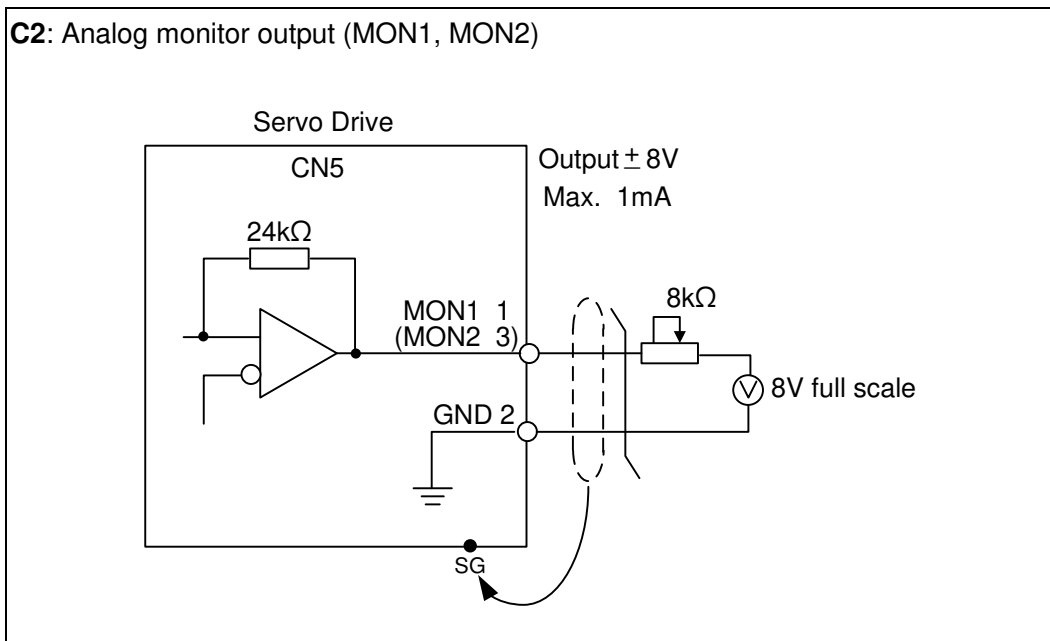 C2: Analog monitor output (MON1, MON2)
Servo Drive
CN5
Output ± 8V
Max. 1mA
24kΩ
8kΩ
MON1 1
(MON2 3)
V
8V full scale
GND 2
SG